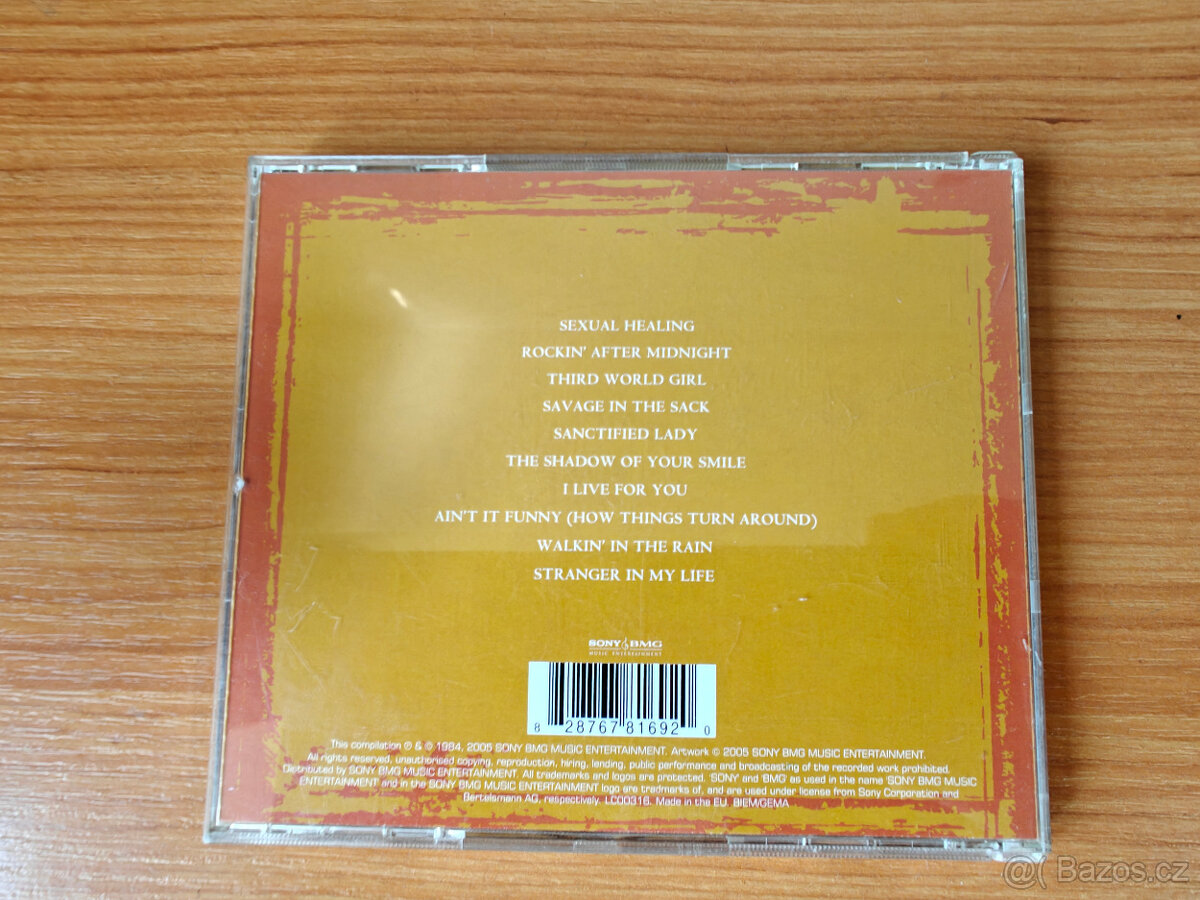 SEXUAL HEALING
ROCKIN' AFTER MIDNIGHT
THIRD WORLD GIRL
SAVAGE IN THE SACK
SANCTIFIED LADY
THE SHADOW OF YOUR SMILE
I LIVE FOR YOU
AIN'T IT FUNNY (HOW THINGS TURN AROUND)
WALKIN' IN THE RAIN
STRANGER IN MY LIFE
SONY BMG
MUSIC ENTERTAINMENT
8 28767 81692 0
This compilation ℗ & © 1984, 2005 SONY BMG MUSIC ENTERTAINMENT. Artwork © 2005 SONY BMG MUSIC ENTERTAINMENT.
All rights reserved, unauthorised copying, reproduction, hiring, lending, public performance and broadcasting of the recorded work prohibited.
Distributed by SONY BMG MUSIC ENTERTAINMENT. All trademarks and logos are protected. 'SONY' and 'BMG' as used in the name 'SONY BMG MUSIC
ENTERTAINMENT' and in the SONY BMG MUSIC ENTERTAINMENT logo are trademarks of, and are used under license from Sony Corporation and
Bertelsmann AG, respectively. LC00316. Made in the EU. BIEM/GEMA
@( Bazos.cz